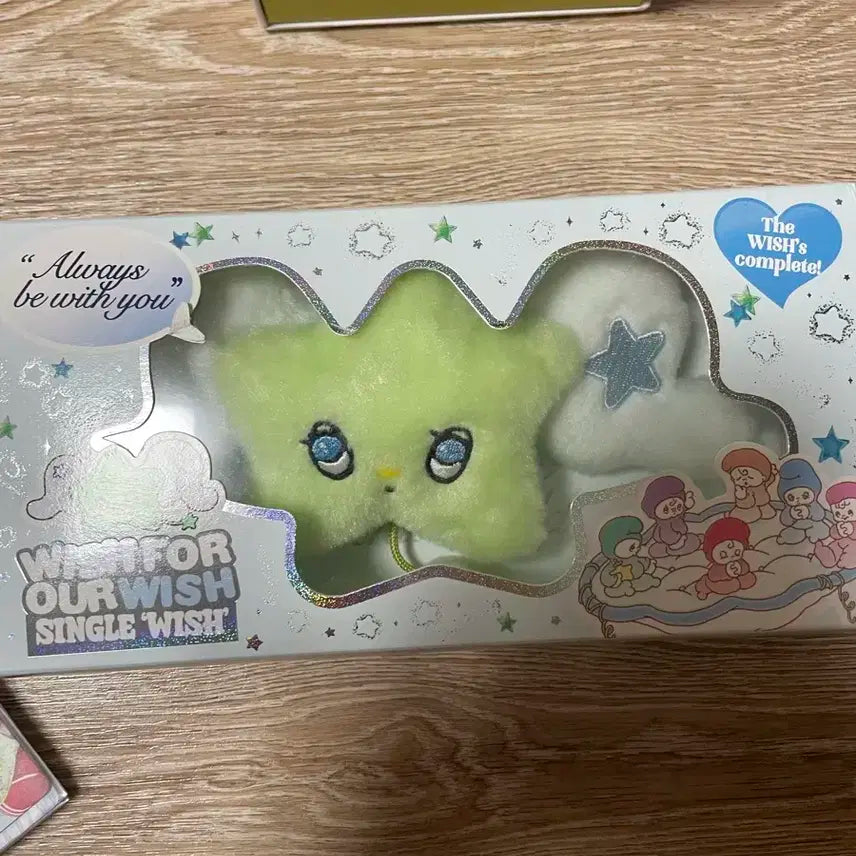 “Always
be with you”
The
WISH's
complete!
WISH FOR
OUR WISH
SINGLE 'WISH'